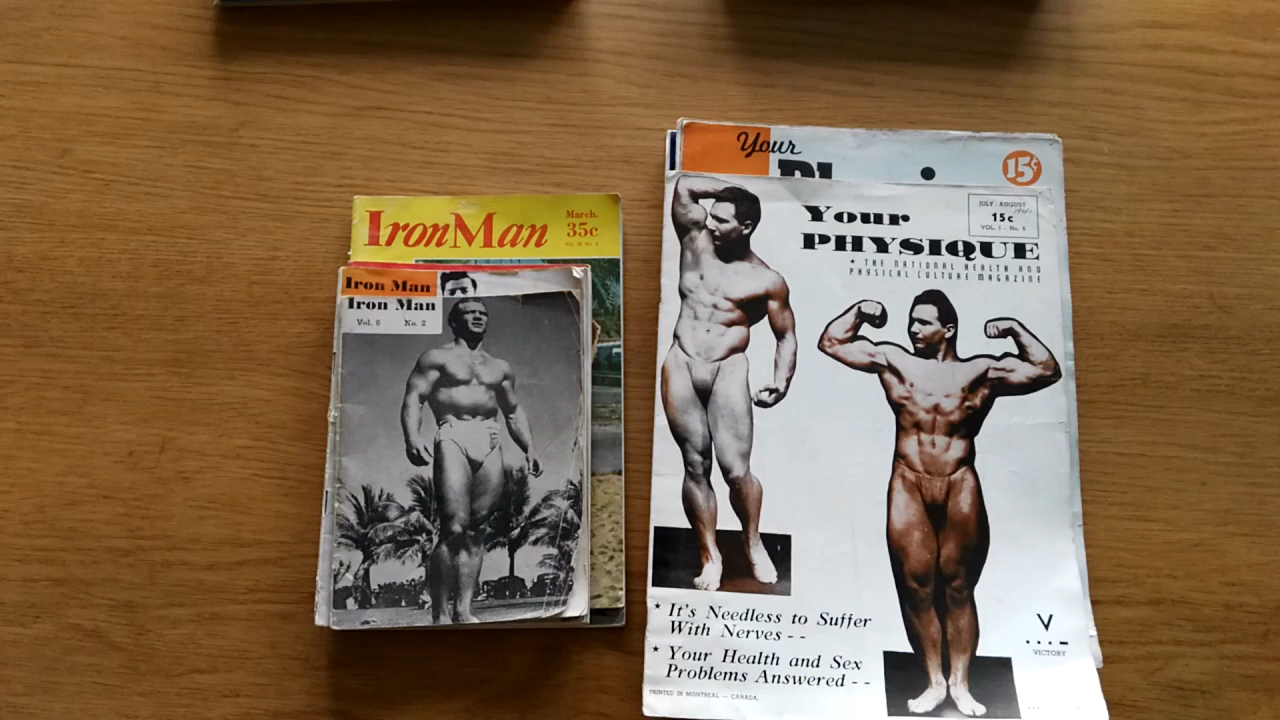 Iron Man
March.
35c
Iron Man
Iron Man
Vol. 6 No. 2
Your
15¢
JULY - AUGUST
15c
VOL. 1 - No. 6
Your
PHYSIQUE
★ THE NATIONAL HEALTH AND
PHYSICAL CULTURE MAGAZINE
★ It's Needless to Suffer
With Nerves - -
★ Your Health and Sex
Problems Answered - -
PRINTED IN MONTREAL — CANADA.
V
...–
VICTORY